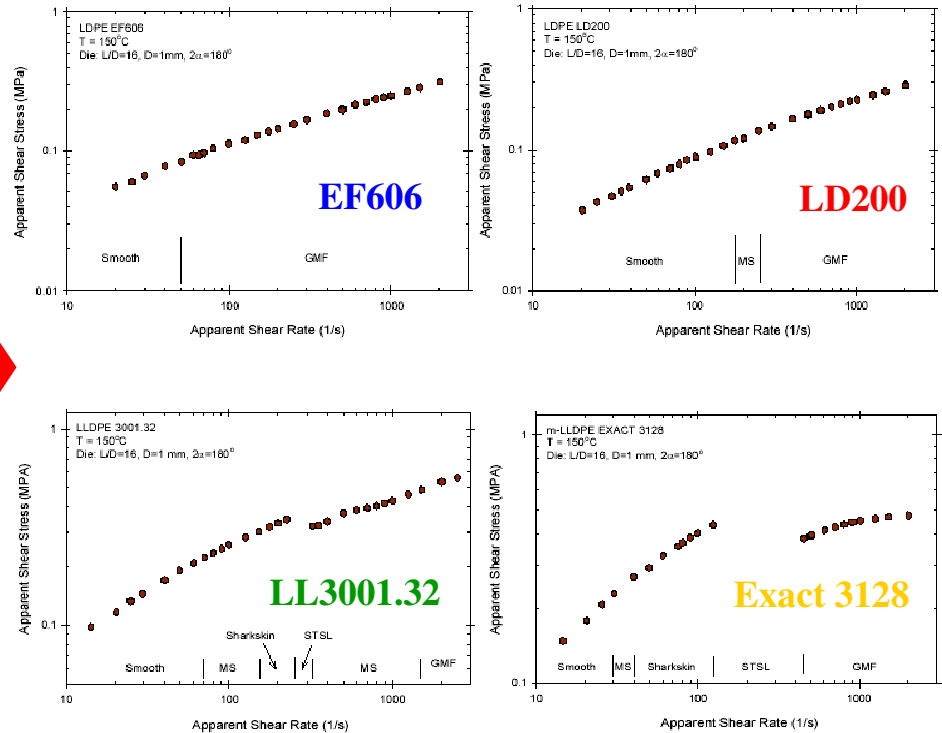 LDPE EF606
T = 150°C
Die: L/D=16, D=1mm, 2α=180°
Apparent Shear Stress (MPa)
1
0.1
0.01
EF606
Smooth
GMF
10
100
1000
Apparent Shear Rate (1/s)
LDPE LD200
T = 150°C
Die: L/D=16, D=1mm, 2α=180°
Apparent Shear Stress (MPa)
1
0.1
0.01
LD200
Smooth
MS
GMF
10
100
1000
Apparent Shear Rate (1/s)
LLDPE 3001.32
T = 150°C
Die: L/D=16, D=1 mm, 2α=180°
Apparent Shear Stress (MPA)
1
0.1
LL3001.32
Sharkskin
STSL
Smooth
MS
MS
GMF
10
100
1000
Apparent Shear Rate (1/s)
m-LLDPE EXACT 3128
T = 150°C
Die: L/D=16, D=1 mm, 2α=180°
Apparent Shear Stress (MPA)
1
0.1
Exact 3128
Smooth
MS
Sharkskin
STSL
GMF
10
100
1000
Apparent Shear Rate (1/s)